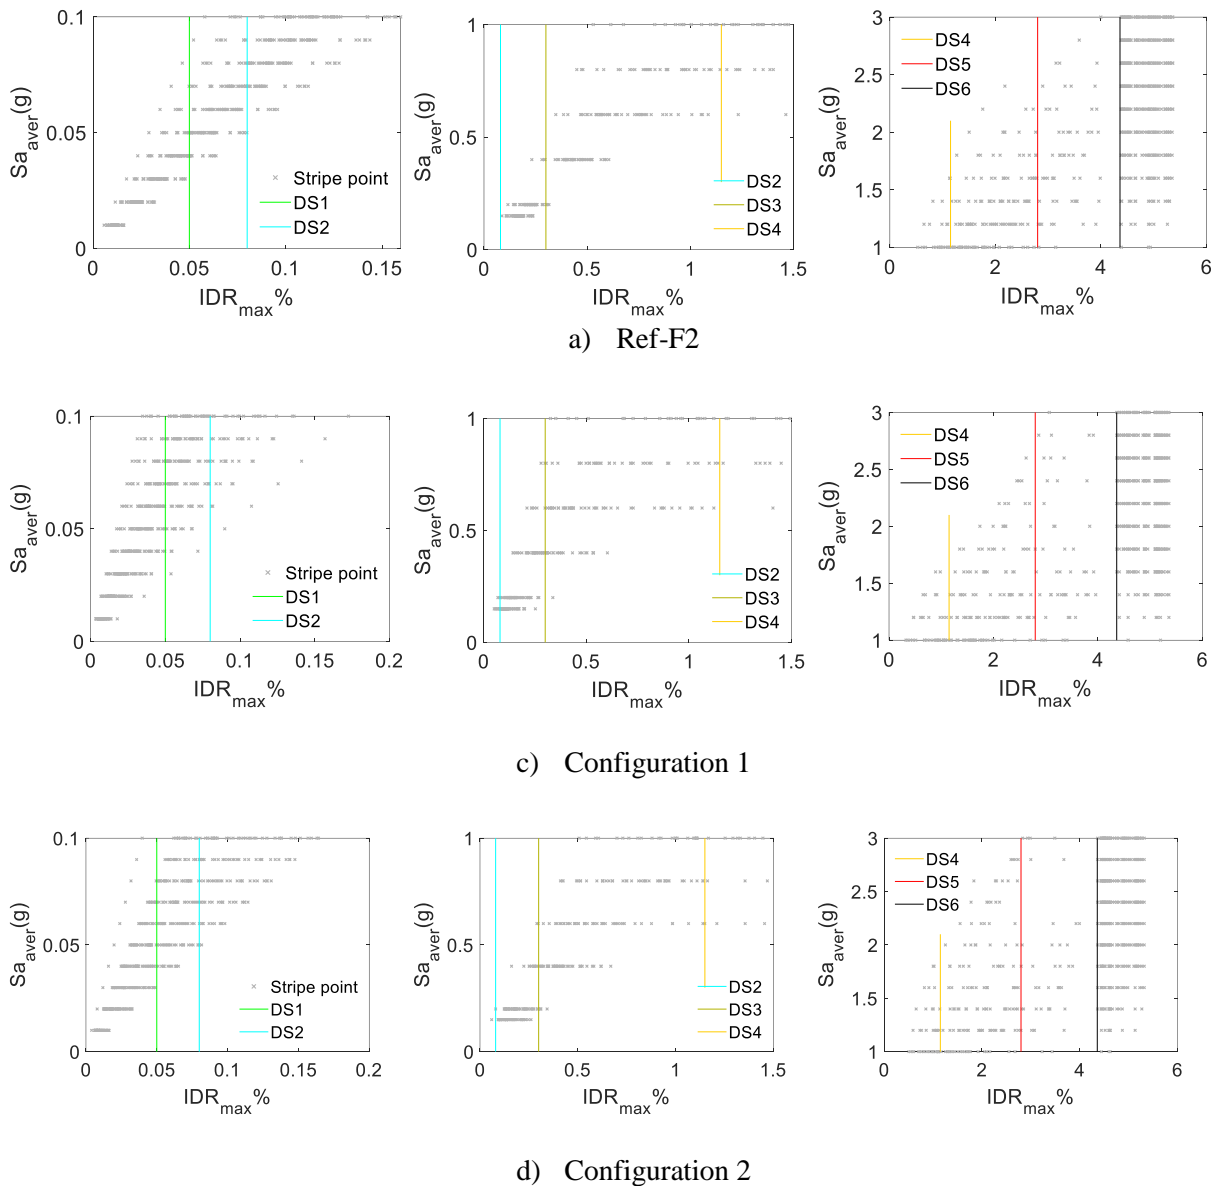 0.1
0.05
0
Sa_aver(g)
Stripe point
DS1
DS2
0 0.05 0.1 0.15
IDR_max%
1
0.5
0
Sa_aver(g)
DS2
DS3
DS4
0 0.5 1 1.5
IDR_max%
3
2.5
2
1.5
1
Sa_aver(g)
DS4
DS5
DS6
2 4 6
IDR_max%
a) Ref-F2
0.1
0.05
0
Sa_aver(g)
Stripe point
DS1
DS2
0 0.05 0.1 0.15 0.2
IDR_max%
1
0.5
0
Sa_aver(g)
DS2
DS3
DS4
0 0.5 1 1.5
IDR_max%
3
2.5
2
1.5
1
Sa_aver(g)
DS4
DS5
DS6
0 2 4 6
IDR_max%
c) Configuration 1
0.1
0.05
0
Sa_aver(g)
Stripe point
DS1
DS2
0 0.05 0.1 0.15 0.2
IDR_max%
1
0.5
0
Sa_aver(g)
DS2
DS3
DS4
0 0.5 1 1.5
IDR_max%
3
2.5
2
1.5
1
Sa_aver(g)
DS4
DS5
DS6
0 2 4 6
IDR_max%
d) Configuration 2